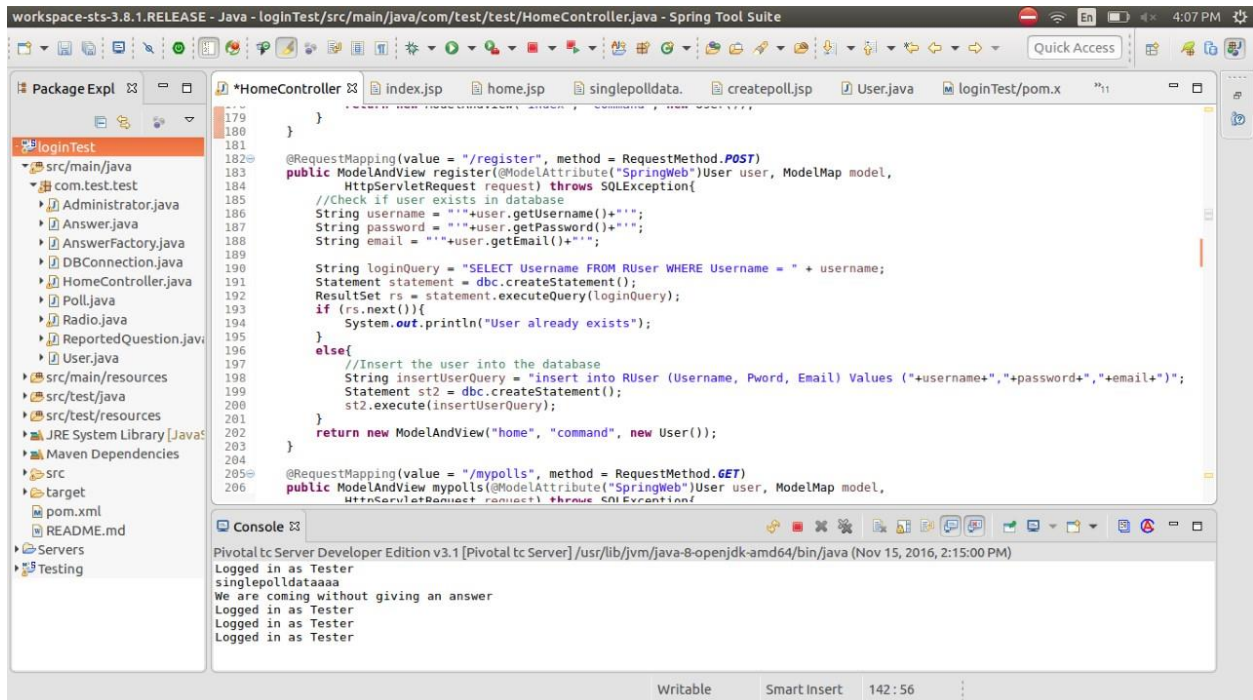 workspace-sts-3.8.1.RELEASE - Java - loginTest/src/main/java/com/test/test/HomeController.java - Spring Tool Suite
En
4:07 PM
Quick Access
Package Expl
*HomeController
index.jsp
home.jsp
singlepolldata.
createpoll.jsp
User.java
loginTest/pom.x
"11
loginTest
src/main/java
com.test.test
Administrator.java
Answer.java
AnswerFactory.java
DBConnection.java
HomeController.java
Poll.java
Radio.java
ReportedQuestion.java
User.java
src/main/resources
src/test/java
src/test/resources
JRE System Library [JavaS
Maven Dependencies
src
target
pom.xml
README.md
Servers
Testing
return new ModelAndView("index", "command", new User());
179 }
180 }
181
182 @RequestMapping(value = "/register", method = RequestMethod.POST)
183 public ModelAndView register(@ModelAttribute("SpringWeb")User user, ModelMap model,
184 HttpServletRequest request) throws SQLException{
185 //Check if user exists in database
186 String username = "'"+user.getUsername()+"'";
187 String password = "'"+user.getPassword()+"'";
188 String email = "'"+user.getEmail()+"'";
189
190 String loginQuery = "SELECT Username FROM RUser WHERE Username = " + username;
191 Statement statement = dbc.createStatement();
192 ResultSet rs = statement.executeQuery(loginQuery);
193 if (rs.next()){
194 System.out.println("User already exists");
195 }
196 else{
197 //Insert the user into the database
198 String insertUserQuery = "insert into RUser (Username, Pword, Email) Values ("+username+","+password+","+email+")";
199 Statement st2 = dbc.createStatement();
200 st2.execute(insertUserQuery);
201 }
202 return new ModelAndView("home", "command", new User());
203 }
204
205 @RequestMapping(value = "/mypolls", method = RequestMethod.GET)
206 public ModelAndView mypolls(@ModelAttribute("SpringWeb")User user, ModelMap model,
HttpServletRequest request) throws SQLException{
Console
Pivotal tc Server Developer Edition v3.1 [Pivotal tc Server] /usr/lib/jvm/java-8-openjdk-amd64/bin/java (Nov 15, 2016, 2:15:00 PM)
Logged in as Tester
singlepolldataaaa
We are coming without giving an answer
Logged in as Tester
Logged in as Tester
Logged in as Tester
Writable
Smart Insert
142 : 56